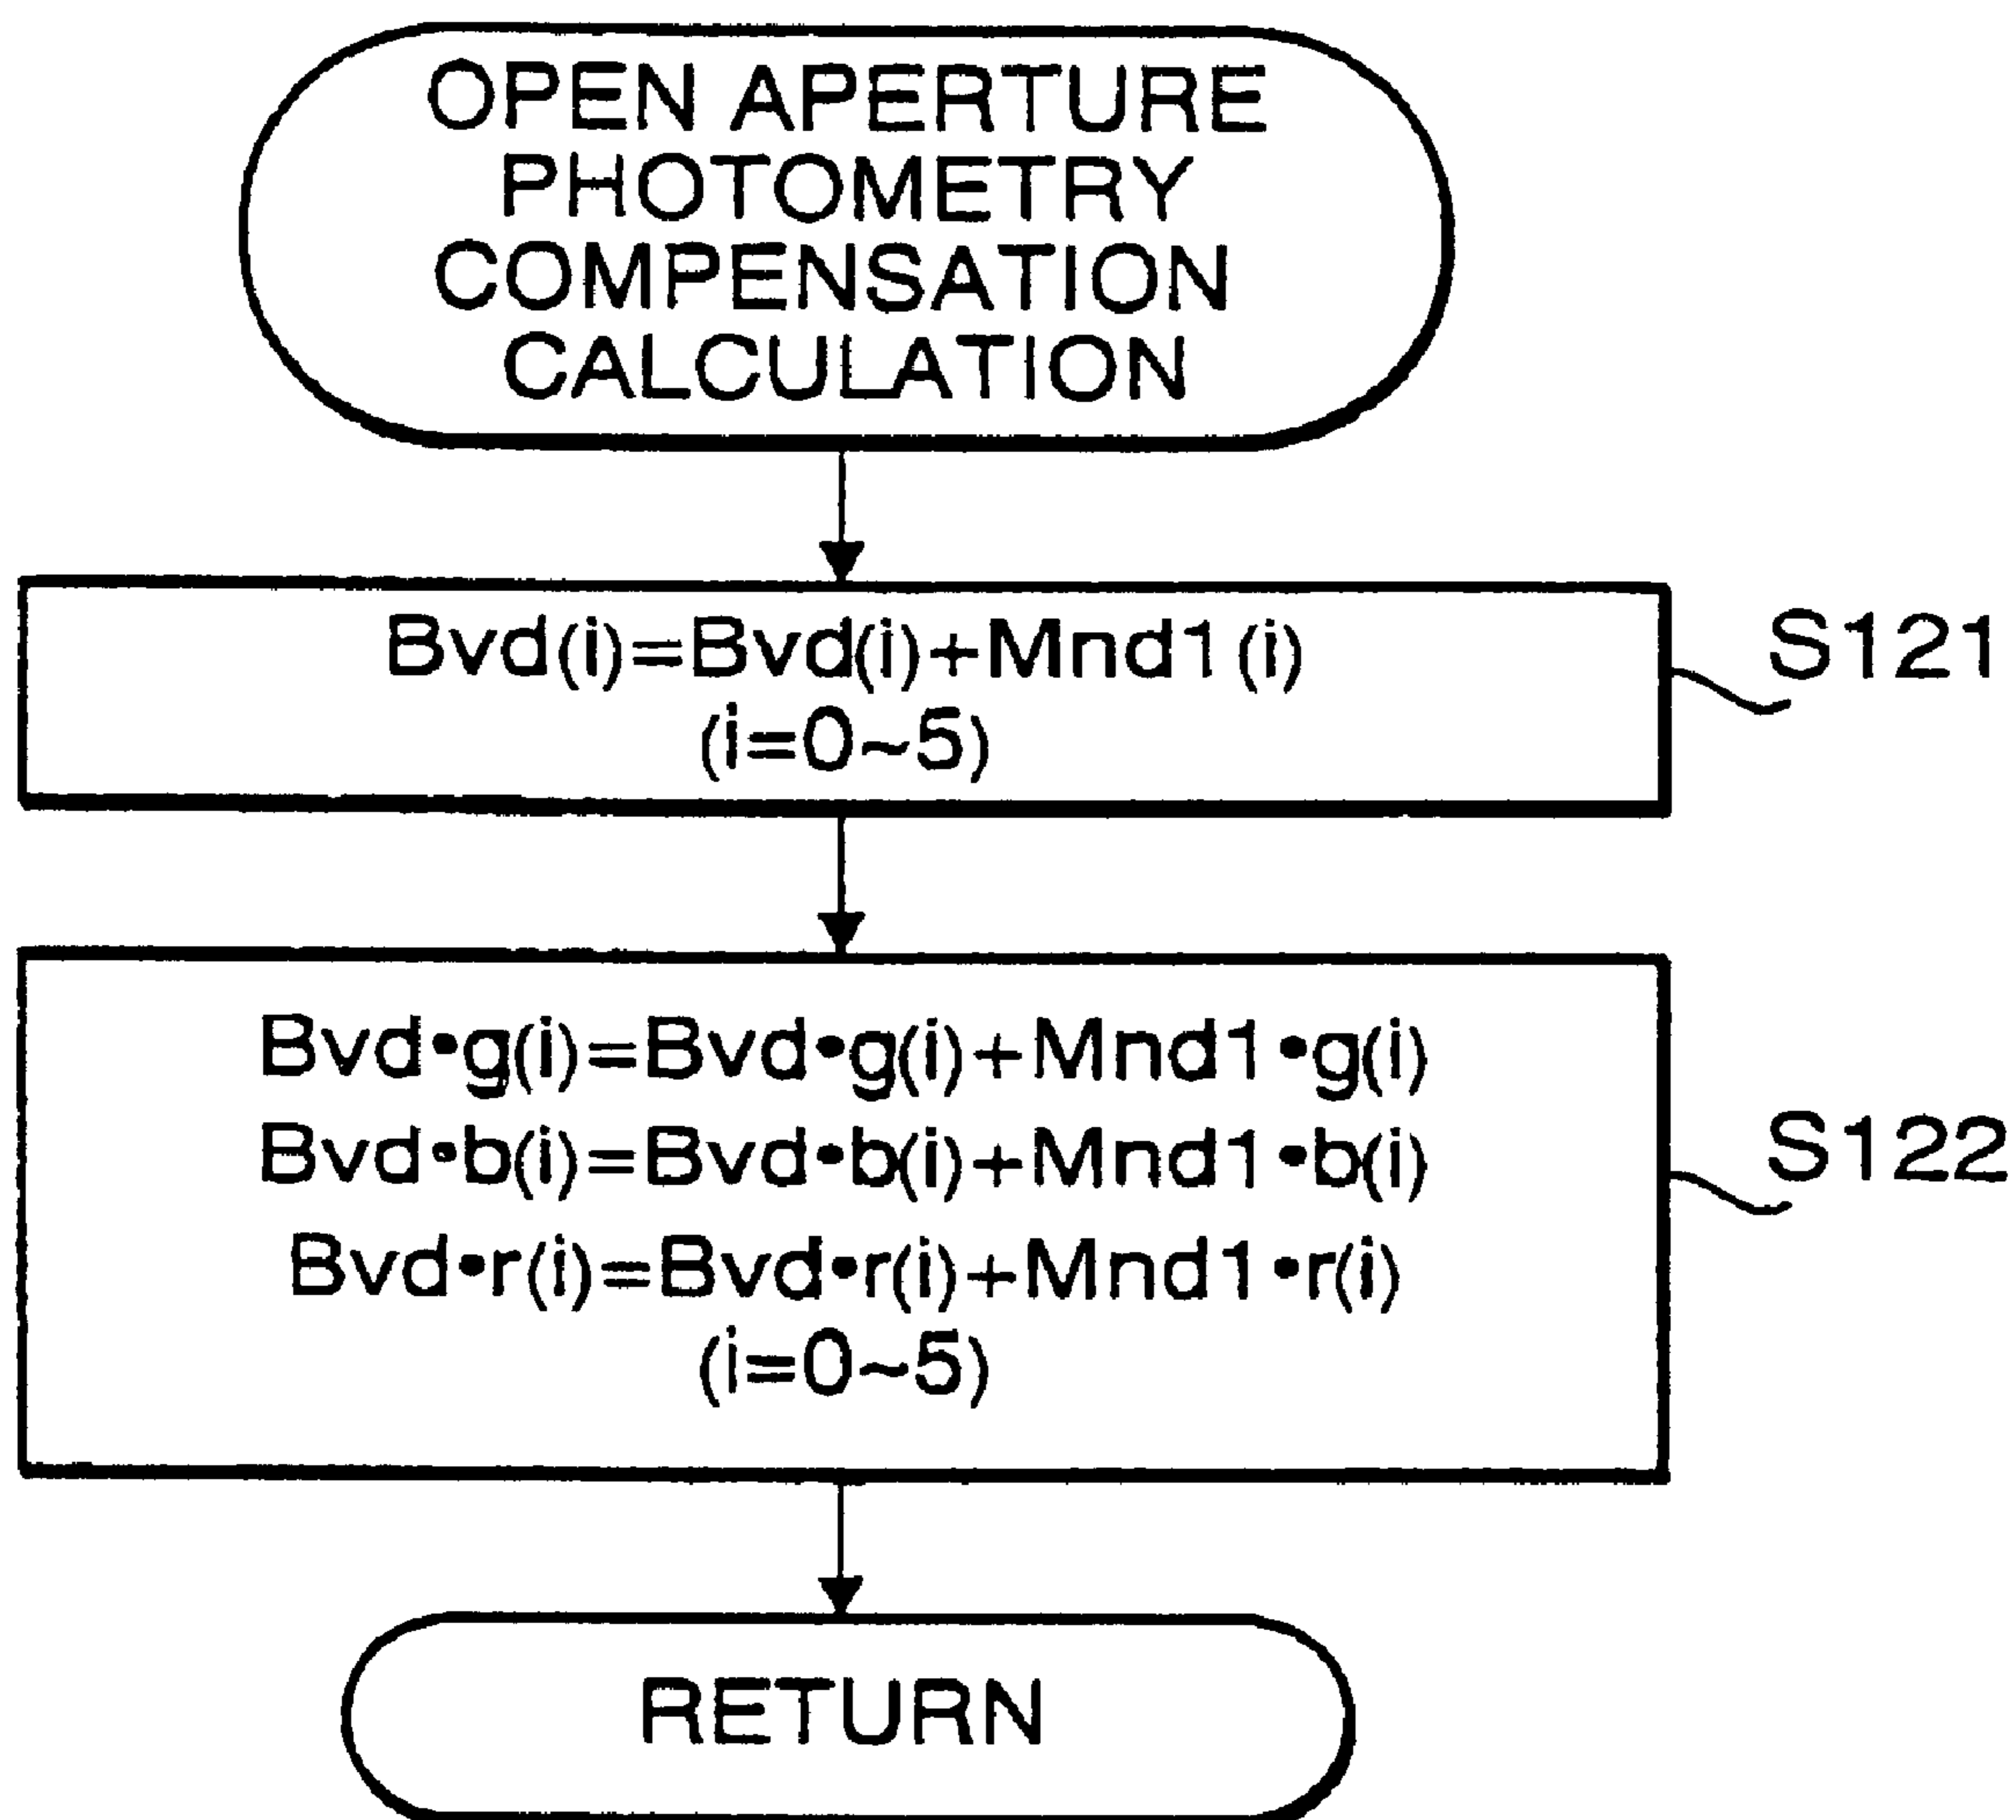 OPEN APERTURE
PHOTOMETRY
COMPENSATION
CALCULATION
Bvd(i)=Bvd(i)+Mnd1(i)
(i=0~5)
S121
Bvd•g(i)=Bvd•g(i)+Mnd1•g(i)
Bvd•b(i)=Bvd•b(i)+Mnd1•b(i)
Bvd•r(i)=Bvd•r(i)+Mnd1•r(i)
(i=0~5)
S122
RETURN